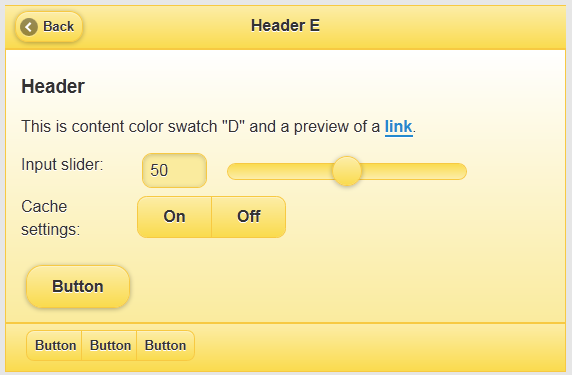 Back
Header E
Header
This is content color swatch "D" and a preview of a link.
Input slider:
50
Cache
settings:
On
Off
Button
Button
Button
Button